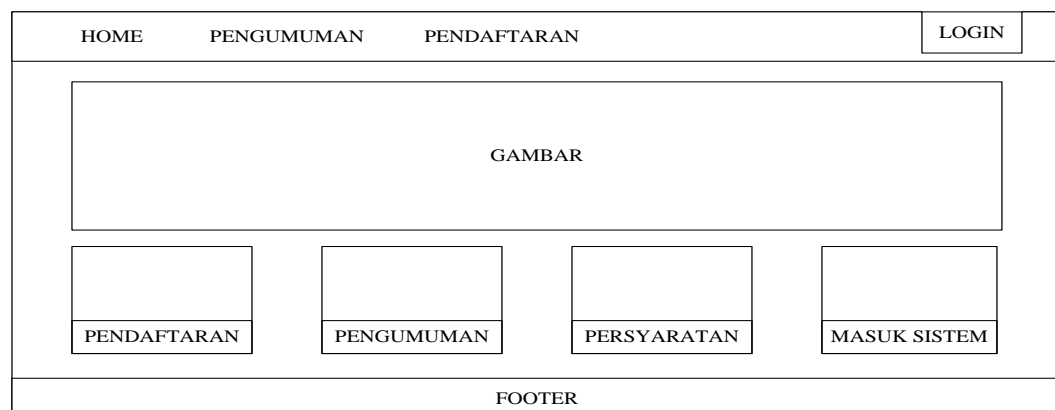 HOME PENGUMUMAN PENDAFTARAN LOGIN
GAMBAR
PENDAFTARAN PENGUMUMAN PERSYARATAN MASUK SISTEM
FOOTER